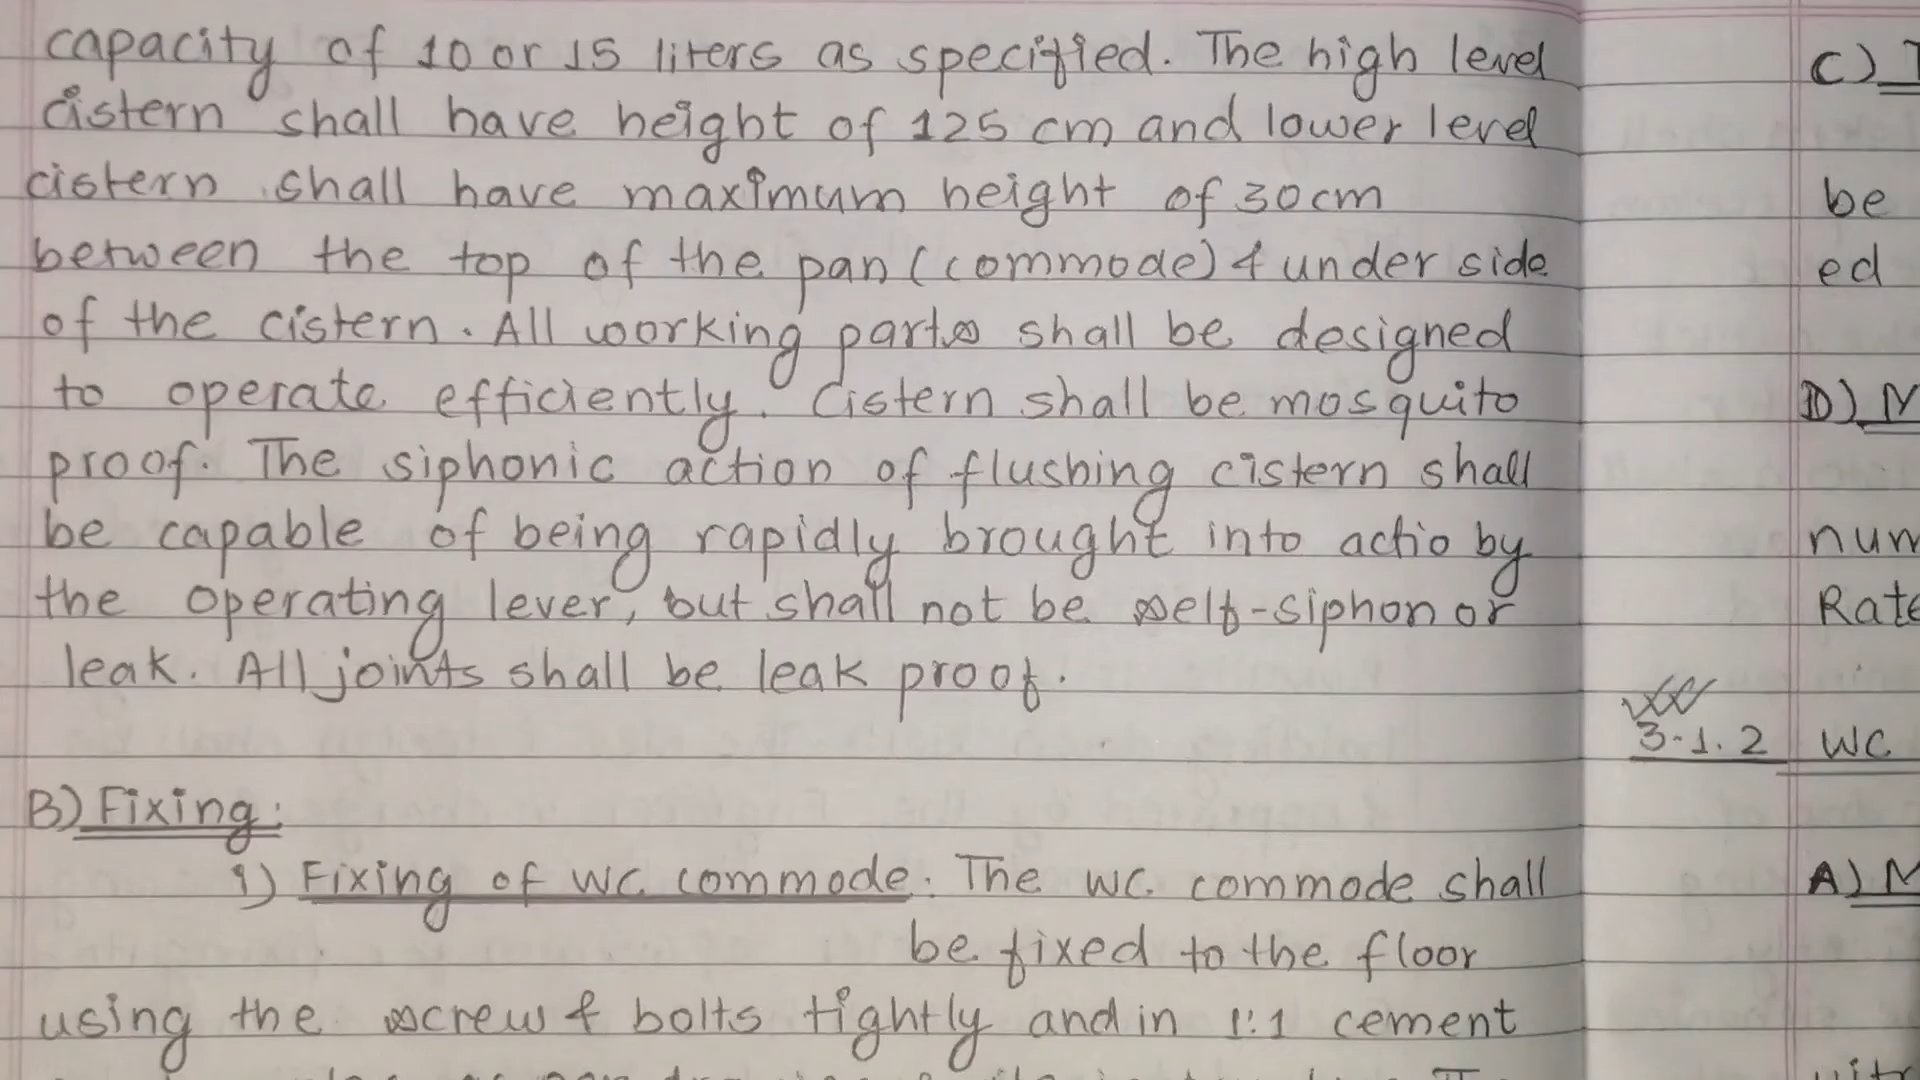 capacity of 10 or 15 liters as specified. The high level
cistern shall have height of 125 cm and lower level
cistern shall have maximum height of 30cm
between the top of the pan (commode) & under side
of the cistern. All working parts shall be designed
to operate efficiently. Cistern shall be mosquito
proof. The siphonic action of flushing cistern shall
be capable of being rapidly brought into actio by
the operating lever, but shall not be self-siphon or
leak. All joints shall be leak proof.
B) Fixing:
1) Fixing of WC commode. The WC. commode shall
be fixed to the floor
using the screw & bolts tightly and in 1:1 cement
C)
be
ed
D)
num
Rate
3.1.2 WC
A)